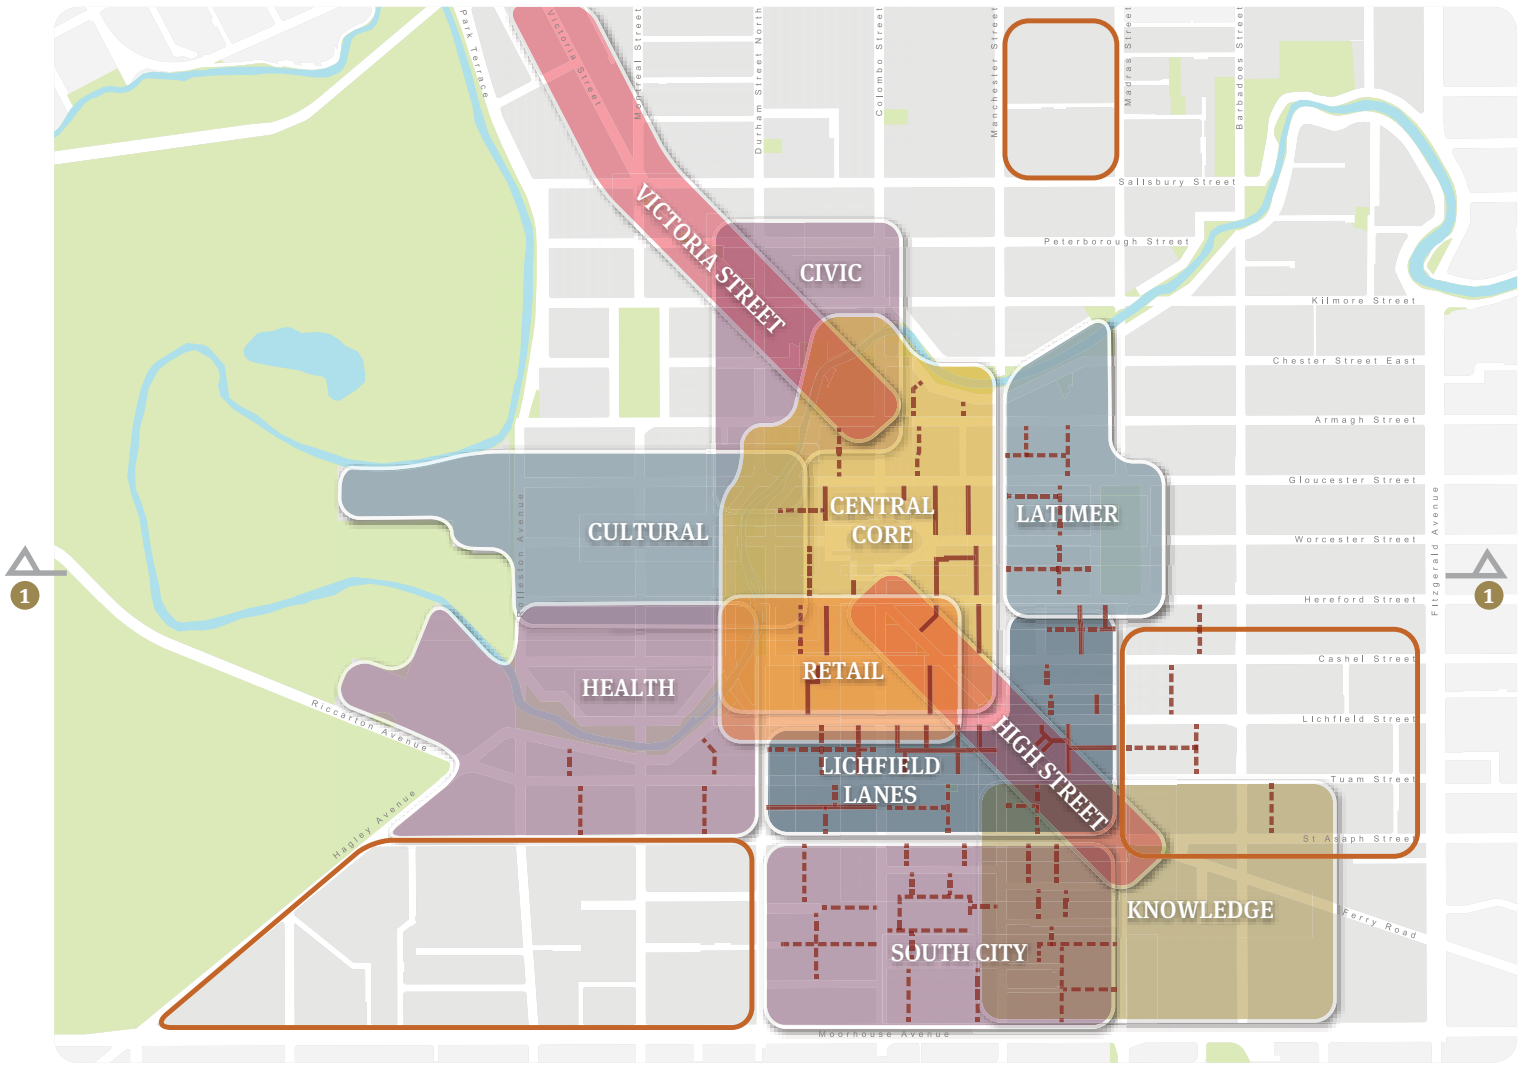 Park Terrace
Victoria Street
Montreal Street
Durham Street North
Colombo Street
Manchester Street
Madras Street
Barbadoes Street
Salisbury Street
Peterborough Street
VICTORIA STREET
CIVIC
Kilmore Street
Chester Street East
Armagh Street
Gloucester Street
CENTRAL
CORE
LATIMER
CULTURAL
Rolleston Avenue
Worcester Street
Fitzgerald Avenue
1
1
Hereford Street
Cashel Street
RETAIL
HEALTH
Riccarton Avenue
Lichfield Street
HIGH STREET
LICHFIELD
LANES
Tuam Street
Hagley Avenue
St Asaph Street
KNOWLEDGE
Ferry Road
SOUTH CITY
Moorhouse Avenue